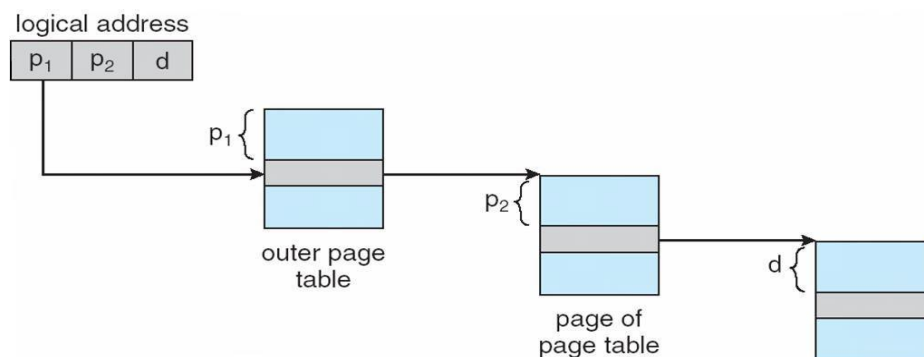 logical address
p₁ p₂ d
p₁
p₂
d
outer page
table
page of
page table